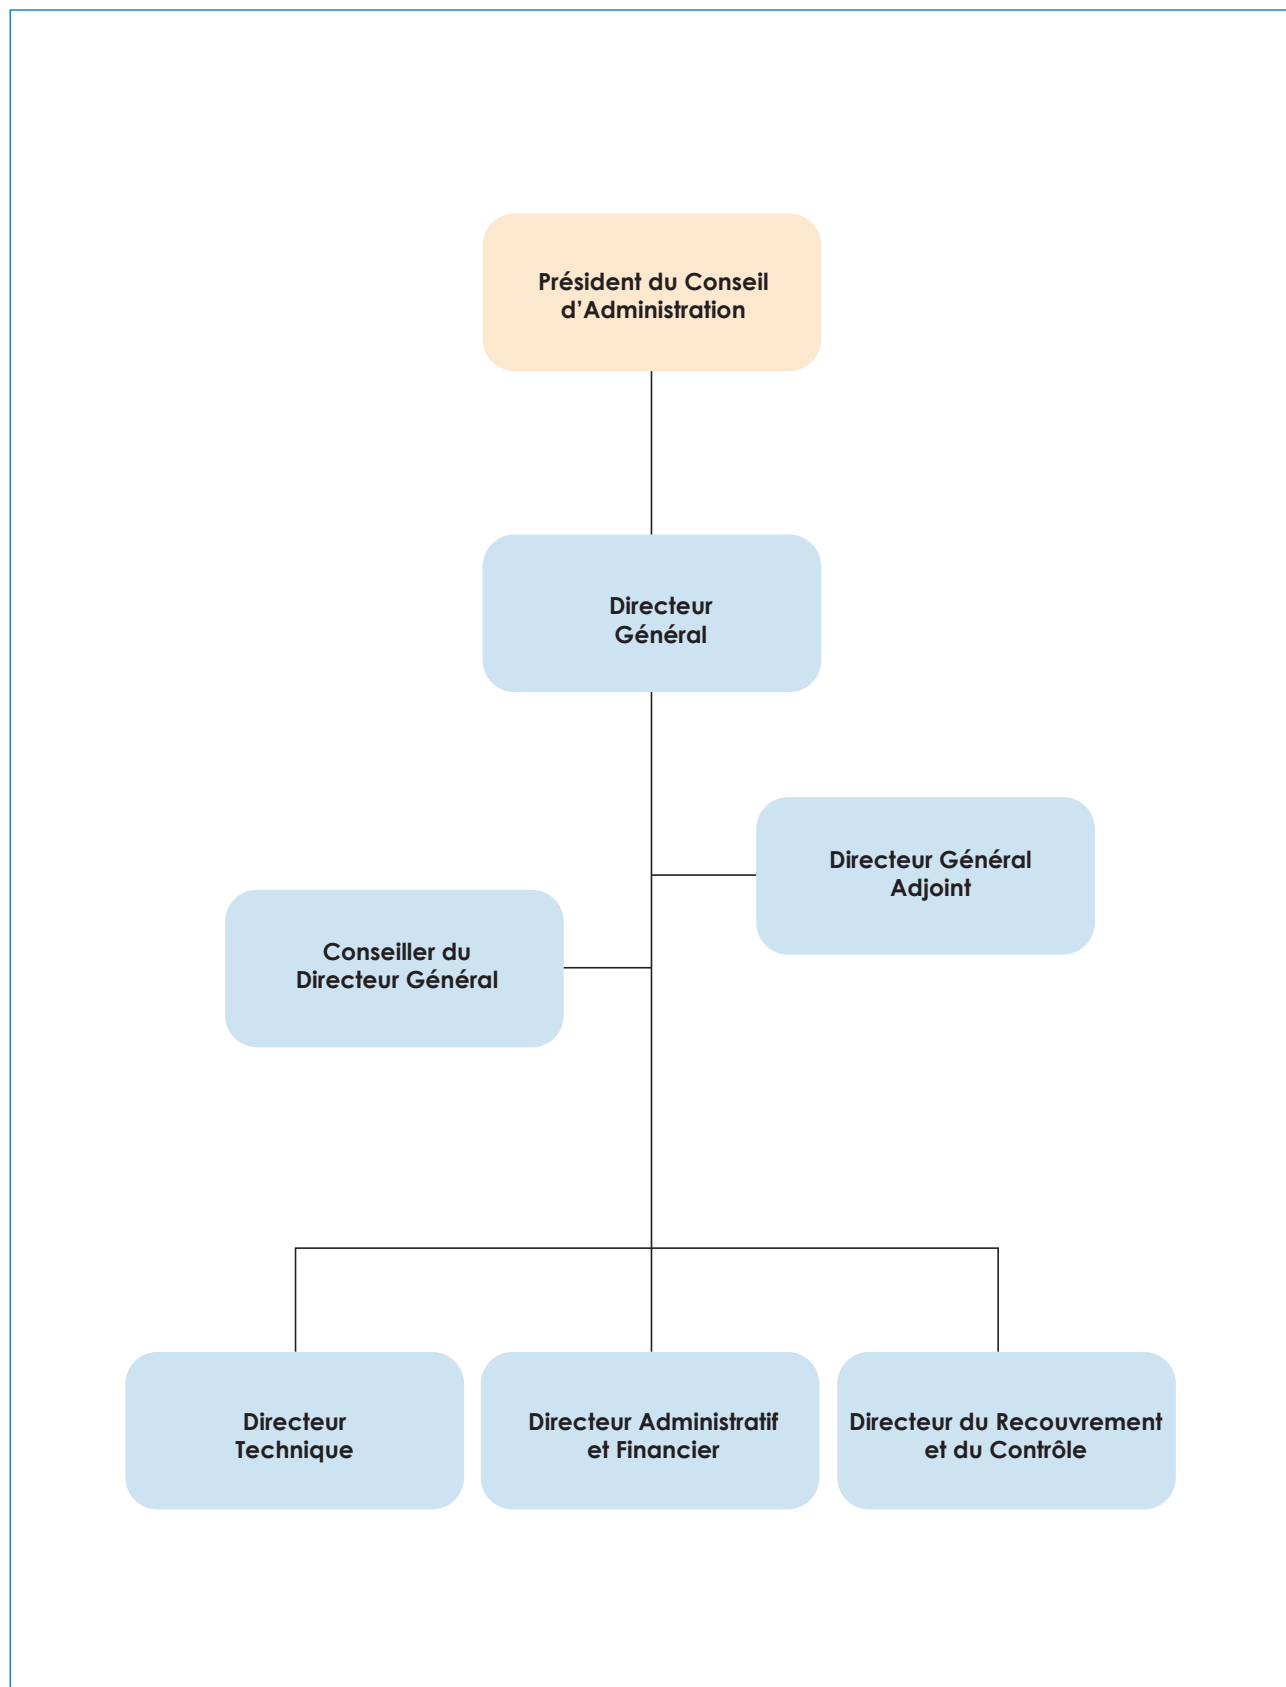 Président du Conseil
d’Administration
Directeur
Général
Directeur Général
Adjoint
Conseiller du
Directeur Général
Directeur
Technique
Directeur Administratif
et Financier
Directeur du Recouvrement
et du Contrôle